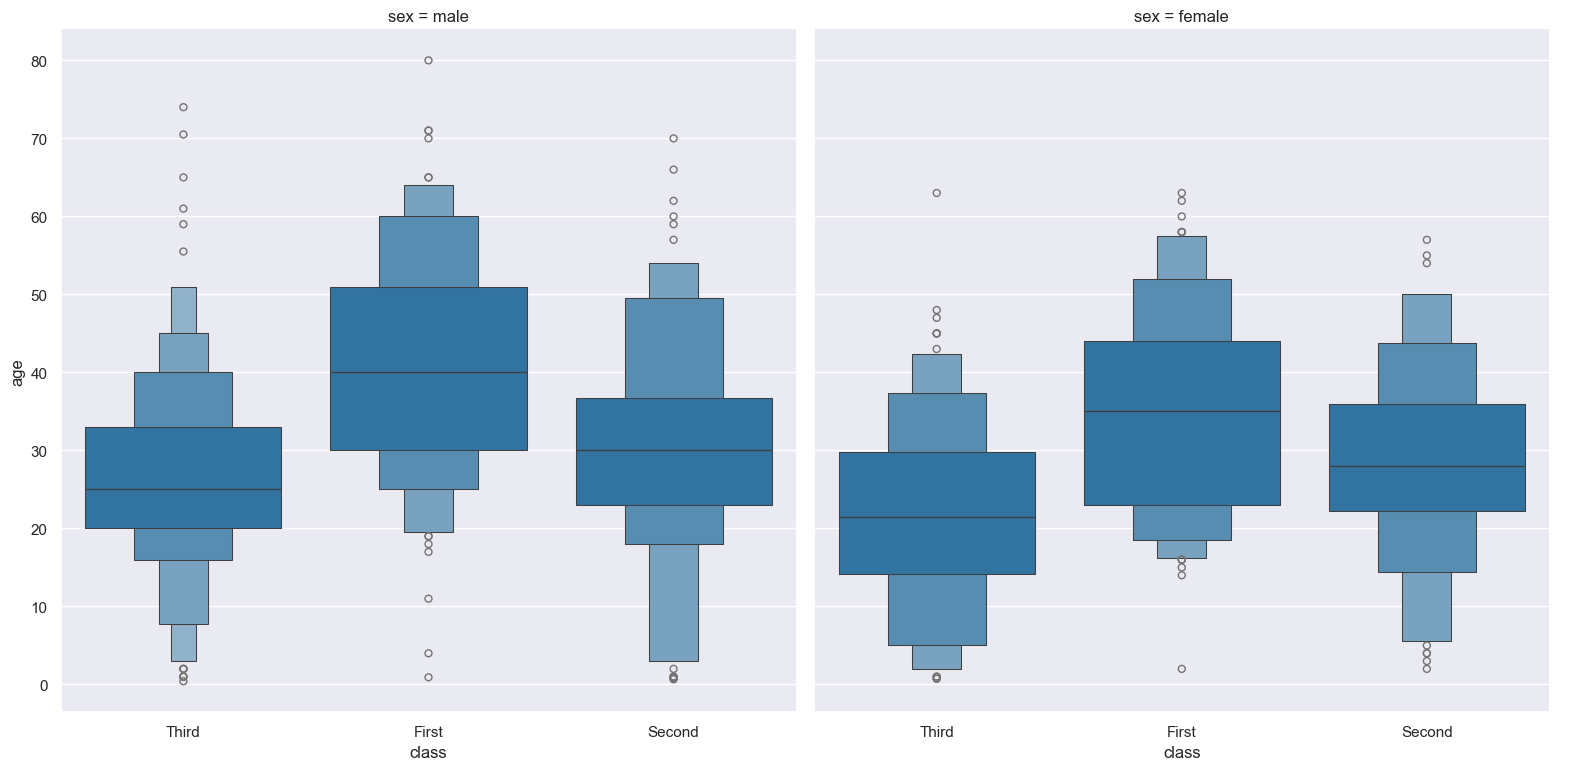 sex = male
sex = female
age
80
70
60
50
40
30
20
10
0
Third First Second
class
Third First Second
class